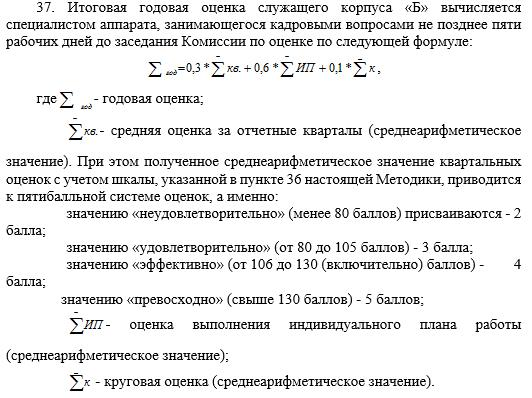 37. Итоговая годовая оценка служащего корпуса «Б» вычисляется
специалистом аппарата, занимающегося кадровыми вопросами не позднее пяти
рабочих дней до заседания Комиссии по оценке по следующей формуле:
∑ год=0,3 * ∑̄ кв. + 0,6 * ∑̄ ИП + 0,1 * ∑̄ к ,
где ∑ год - годовая оценка;
∑̄ кв. - средняя оценка за отчетные кварталы (среднеарифметическое
значение). При этом полученное среднеарифметическое значение квартальных
оценок с учетом шкалы, указанной в пункте 36 настоящей Методики, приводится
к пятибалльной системе оценок, а именно:
значению «неудовлетворительно» (менее 80 баллов) присваиваются - 2
балла;
значению «удовлетворительно» (от 80 до 105 баллов) - 3 балла;
значению «эффективно» (от 106 до 130 (включительно) баллов) - 4
балла;
значению «превосходно» (свыше 130 баллов) - 5 баллов;
∑̄ ИП - оценка выполнения индивидуального плана работы
(среднеарифметическое значение);
∑̄ к - круговая оценка (среднеарифметическое значение).